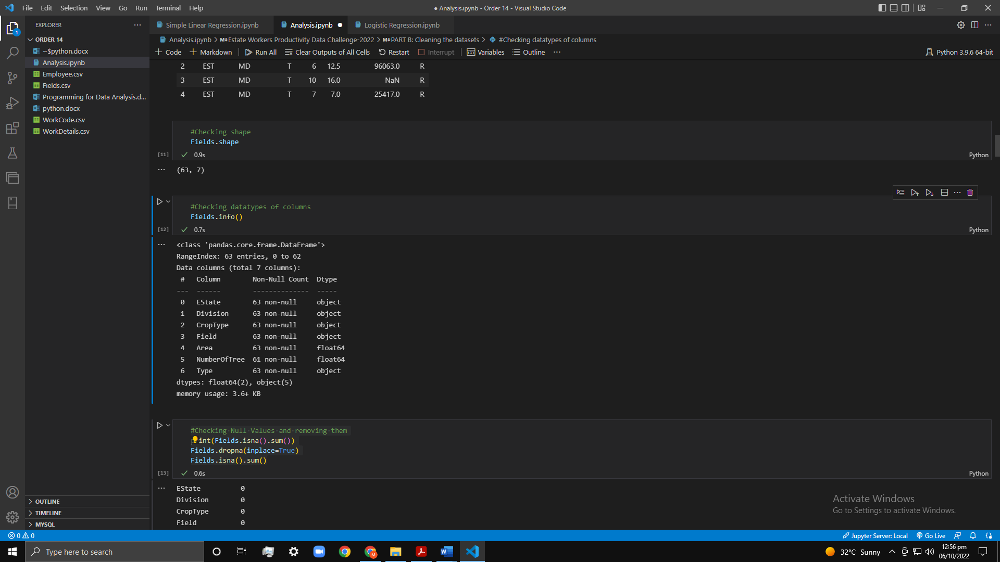 File Edit Selection View Go Run Terminal Help
● Analysis.ipynb - Order 14 - Visual Studio Code
EXPLORER
Simple Linear Regression.ipynb
Analysis.ipynb
Logistic Regression.ipynb
ORDER 14
~$python.docx
Analysis.ipynb
Employee.csv
Fields.csv
Programming for Data Analysis.d...
python.docx
WorkCode.csv
WorkDetails.csv
OUTLINE
TIMELINE
MYSQL
Analysis.ipynb > M↓Estate Workers Productivity Data Challenge-2022 > M↓PART B: Cleaning the datasets > #Checking datatypes of columns
+ Code + Markdown Run All Clear Outputs of All Cells Restart Interrupt Variables Outline ···
Python 3.9.6 64-bit
2 EST MD T 6 12.5 96063.0 R
3 EST MD T 10 16.0 NaN R
4 EST MD T 7 7.0 25417.0 R
#Checking shape
Fields.shape
[11] 0.9s
Python
(63, 7)
#Checking datatypes of columns
Fields.info()
[12] 0.7s
Python
<class 'pandas.core.frame.DataFrame'>
RangeIndex: 63 entries, 0 to 62
Data columns (total 7 columns):
# Column Non-Null Count Dtype
--- ------ -------------- -----
0 EState 63 non-null object
1 Division 63 non-null object
2 CropType 63 non-null object
3 Field 63 non-null object
4 Area 63 non-null float64
5 NumberOfTree 61 non-null float64
6 Type 63 non-null object
dtypes: float64(2), object(5)
memory usage: 3.6+ KB
#Checking Null Values and removing them
print(Fields.isna().sum())
Fields.dropna(inplace=True)
Fields.isna().sum()
[13] 0.6s
Python
EState 0
Division 0
CropType 0
Field 0
Activate Windows
Go to Settings to activate Windows.
0 0
Jupyter Server: Local
Go Live
1
Type here to search
M
W
32°C Sunny
12:56 pm
06/10/2022